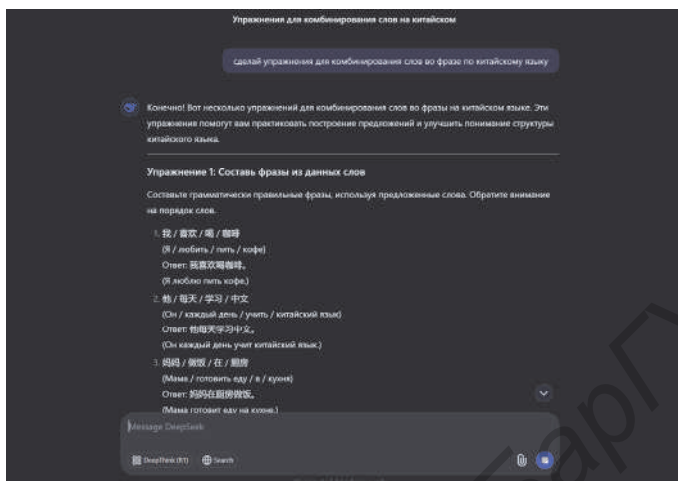 Упражнения для комбинирования слов на китайском
сделай упражнения для комбинирования слов во фразе по китайскому языку
Конечно! Вот несколько упражнений для комбинирования слов во фразы на китайском языке. Эти
упражнения помогут вам практиковать построение предложений и улучшить понимание структуры
китайского языка.
Упражнение 1: Составь фразы из данных слов
Составьте грамматически правильные фразы, используя предложенные слова. Обратите внимание
на порядок слов.
1. 我 / 喜欢 / 喝 / 咖啡
(Я / любить / пить / кофе)
Ответ: 我喜欢喝咖啡。
(Я люблю пить кофе.)
2. 他 / 每天 / 学习 / 中文
(Он / каждый день / учить / китайский язык)
Ответ: 他每天学习中文。
(Он каждый день учит китайский язык.)
3. 妈妈 / 做饭 / 在 / 厨房
(Мама / готовить еду / в / кухня)
Ответ: 妈妈在厨房做饭。
(Мама готовит еду на кухне.)
Message DeepSeek
DeepThink (R1) Search
БарГ